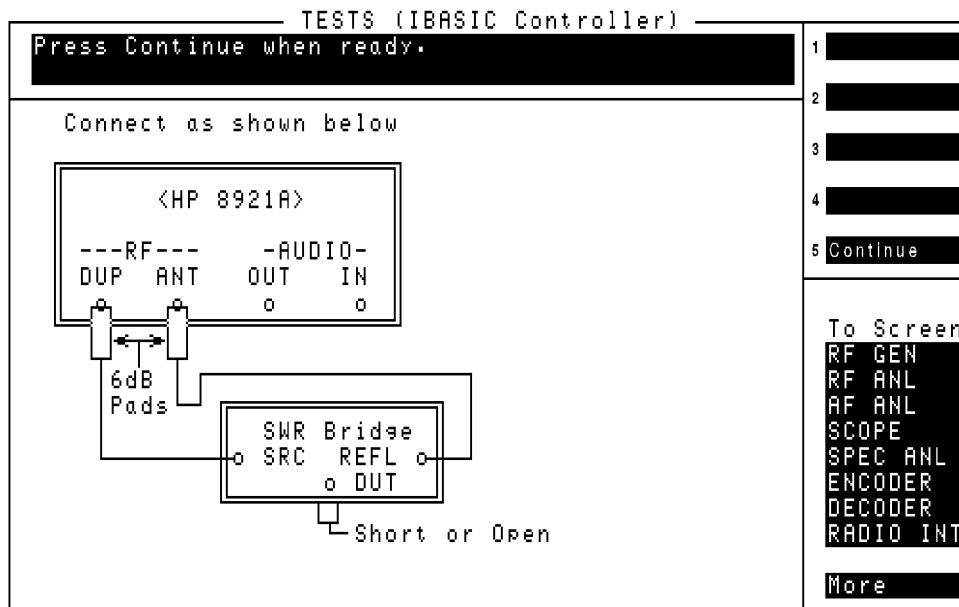 TESTS (IBASIC Controller)
Press Continue when ready.
Connect as shown below
<HP 8921A>
---RF--- -AUDIO-
DUP ANT OUT IN
6dB
Pads
SWR Bridge
SRC REFL
DUT
Short or Open
1
2
3
4
5 Continue
To Screen
RF GEN
RF ANL
AF ANL
SCOPE
SPEC ANL
ENCODER
DECODER
RADIO INT
More